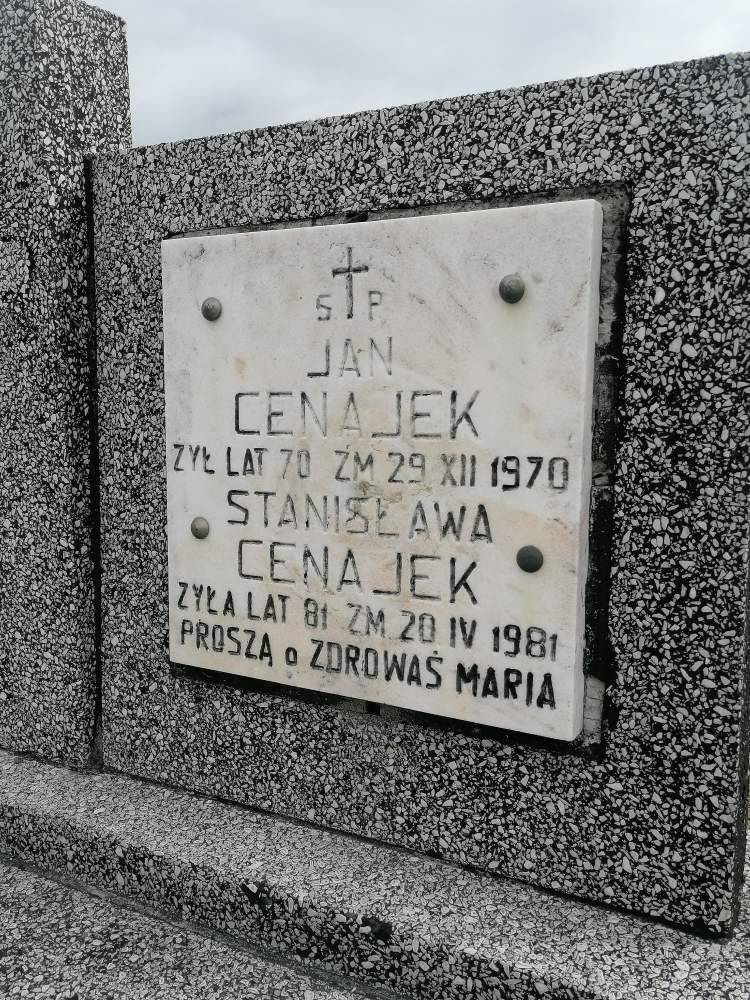 Ś P
JAN
CENAJEK
ŻYŁ LAT 70 ZM 29 XII 1970
STANISŁAWA
CENAJEK
ŻYŁA LAT 81 ZM 20 IV 1981
PROSZĄ o ZDROWAŚ MARIA